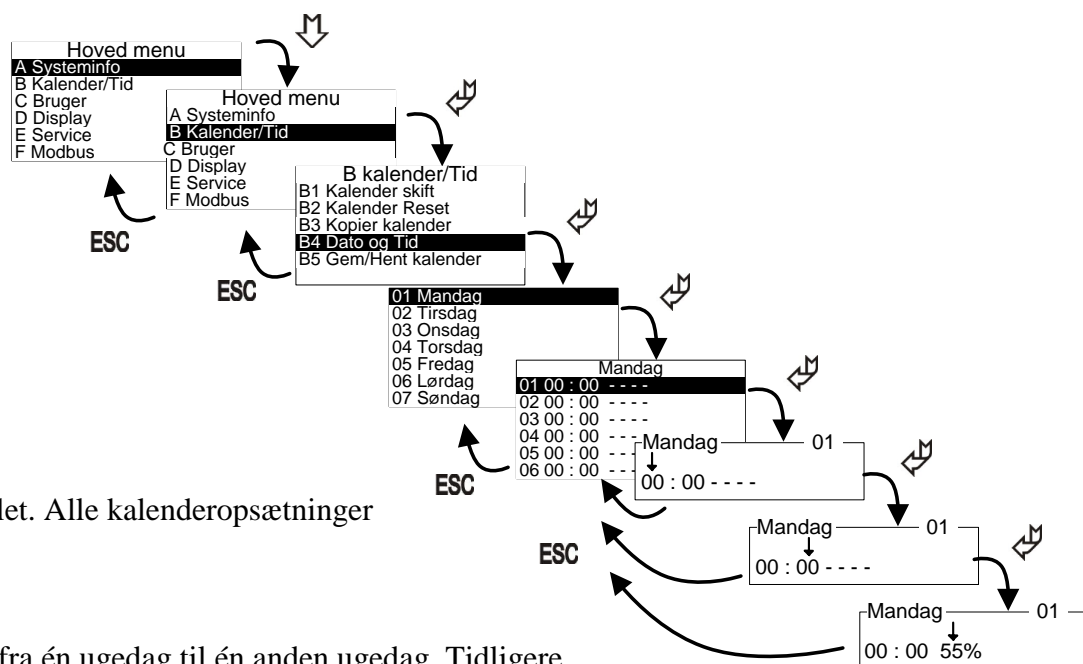 Hoved menu
A Systeminfo
B Kalender/Tid
C Bruger
D Display
E Service
F Modbus
ESC
Hoved menu
A Systeminfo
B Kalender/Tid
C Bruger
D Display
E Service
F Modbus
ESC
B kalender/Tid
B1 Kalender skift
B2 Kalender Reset
B3 Kopier kalender
B4 Dato og Tid
B5 Gem/Hent kalender
01 Mandag
02 Tirsdag
03 Onsdag
04 Torsdag
05 Fredag
06 Lørdag
07 Søndag
ESC
Mandag
01 00 : 00 - - - -
02 00 : 00 - - - -
03 00 : 00 - - - -
04 00 : 00 - - -
05 00 : 00 - - -
06 00 : 00 - - -
Mandag 01
00 : 00 - - - -
ESC
Mandag 01
00 : 00 - - - -
Mandag 01
00 : 00 55%
let. Alle kalenderopsætninger
fra én ugedag til én anden ugedag. Tidligere